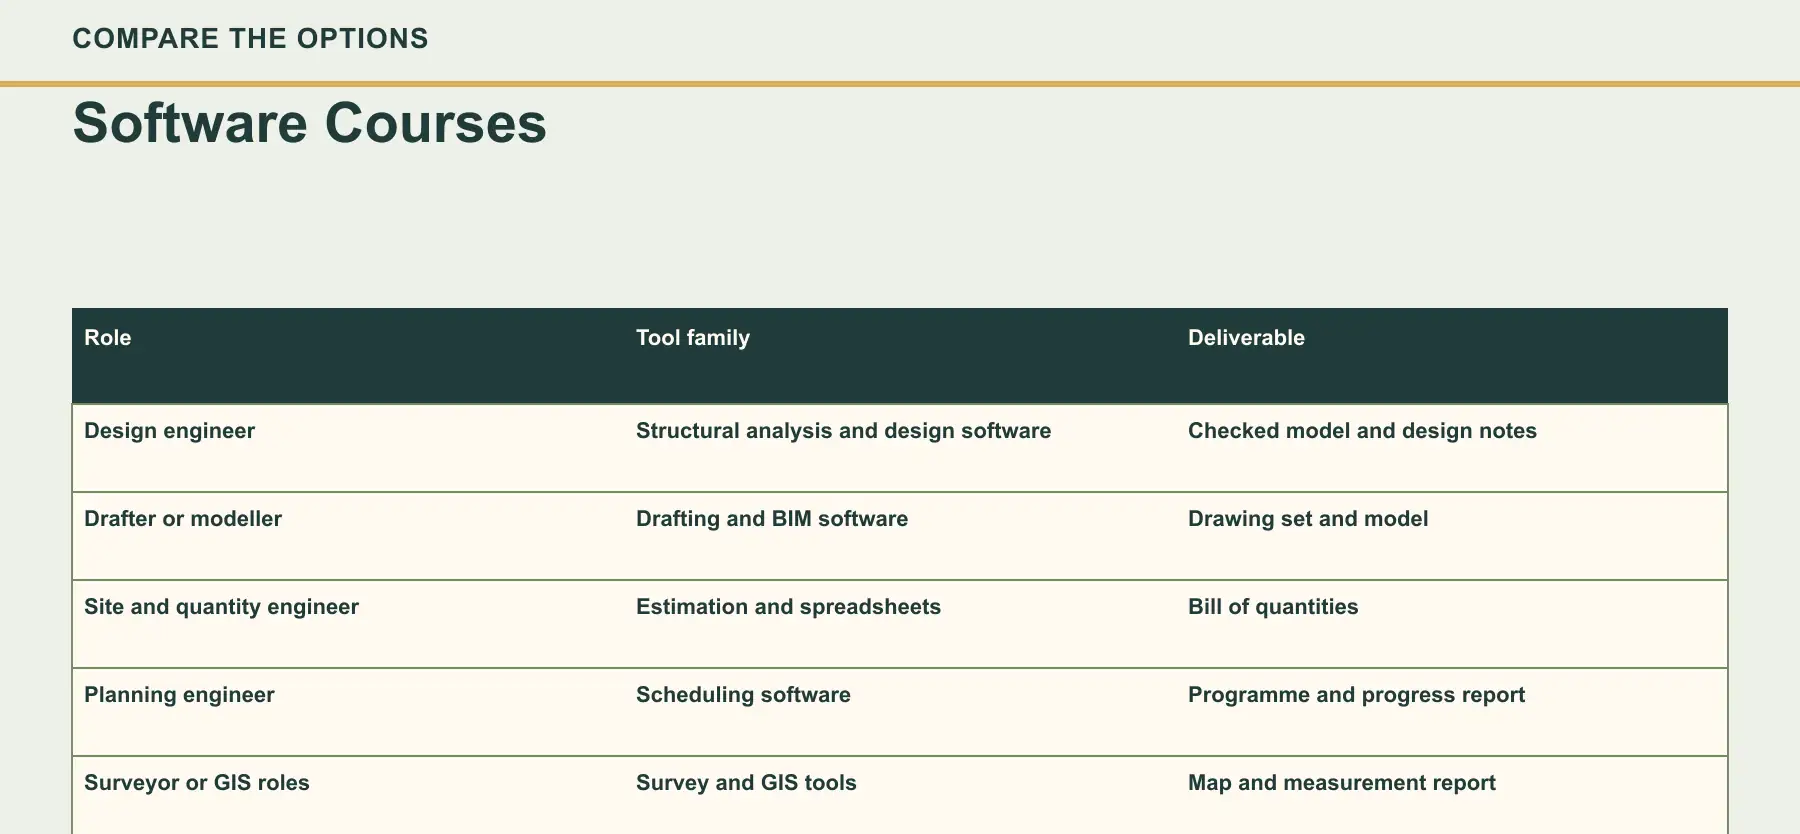 COMPARE THE OPTIONS
Software Courses
Role Tool family Deliverable
Design engineer Structural analysis and design software Checked model and design notes
Drafter or modeller Drafting and BIM software Drawing set and model
Site and quantity engineer Estimation and spreadsheets Bill of quantities
Planning engineer Scheduling software Programme and progress report
Surveyor or GIS roles Survey and GIS tools Map and measurement report